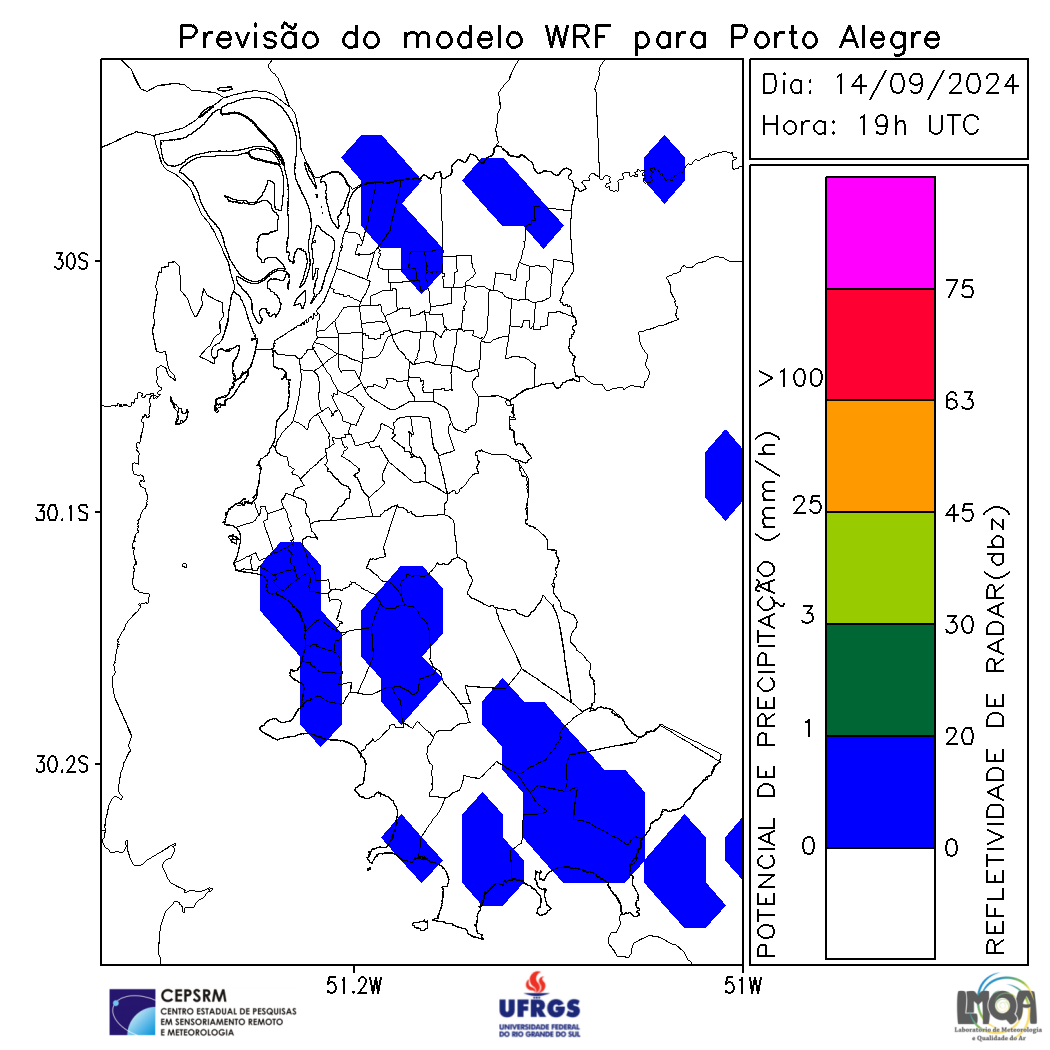 Previsão do modelo WRF para Porto Alegre
Dia: 14/09/2024
Hora: 19h UTC
30S
30.1S
30.2S
51.2W
51W
POTENCIAL DE PRECIPITAÇÃO (mm/h)
>100
25
3
1
0
75
63
45
30
20
0
REFLETIVIDADE DE RADAR(dbz)
CEPSRM
CENTRO ESTADUAL DE PESQUISAS
EM SENSORIAMENTO REMOTO
E METEOROLOGIA
UFRGS
UNIVERSIDADE FEDERAL
DO RIO GRANDE DO SUL
LMQA
Laboratório de Meteorologia
e Qualidade do Ar